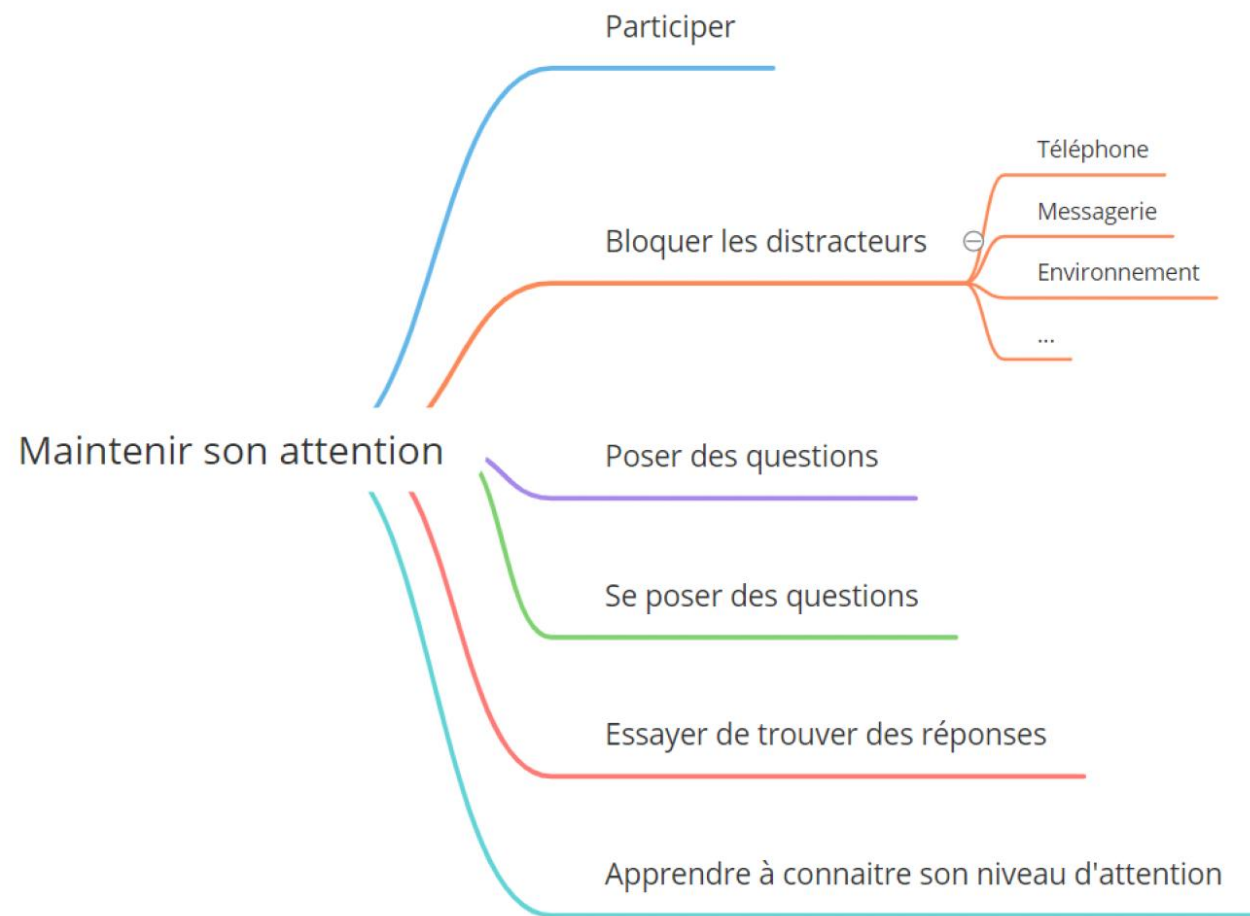 Participer
Téléphone
Messagerie
Bloquer les distracteurs
Environnement
...
Maintenir son attention
Poser des questions
Se poser des questions
Essayer de trouver des réponses
Apprendre à connaitre son niveau d'attention